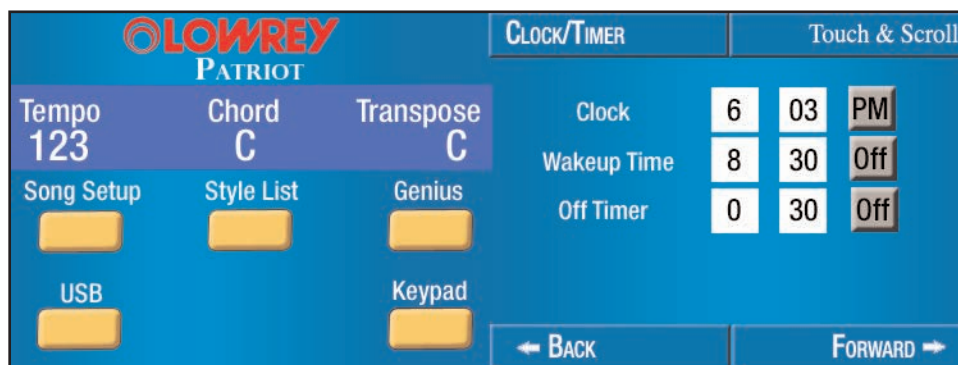 LOWREY
PATRIOT
Tempo Chord Transpose
123 C C
Song Setup Style List Genius
USB Keypad
CLOCK/TIMER Touch & Scroll
Clock 6 03 PM
Wakeup Time 8 30 Off
Off Timer 0 30 Off
← BACK FORWARD →